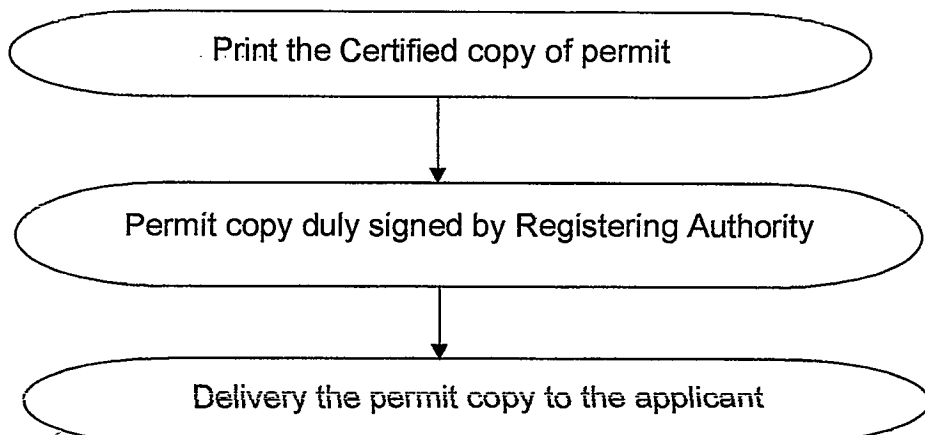 Print the Certified copy of permit
Permit copy duly signed by Registering Authority
Delivery the permit copy to the applicant